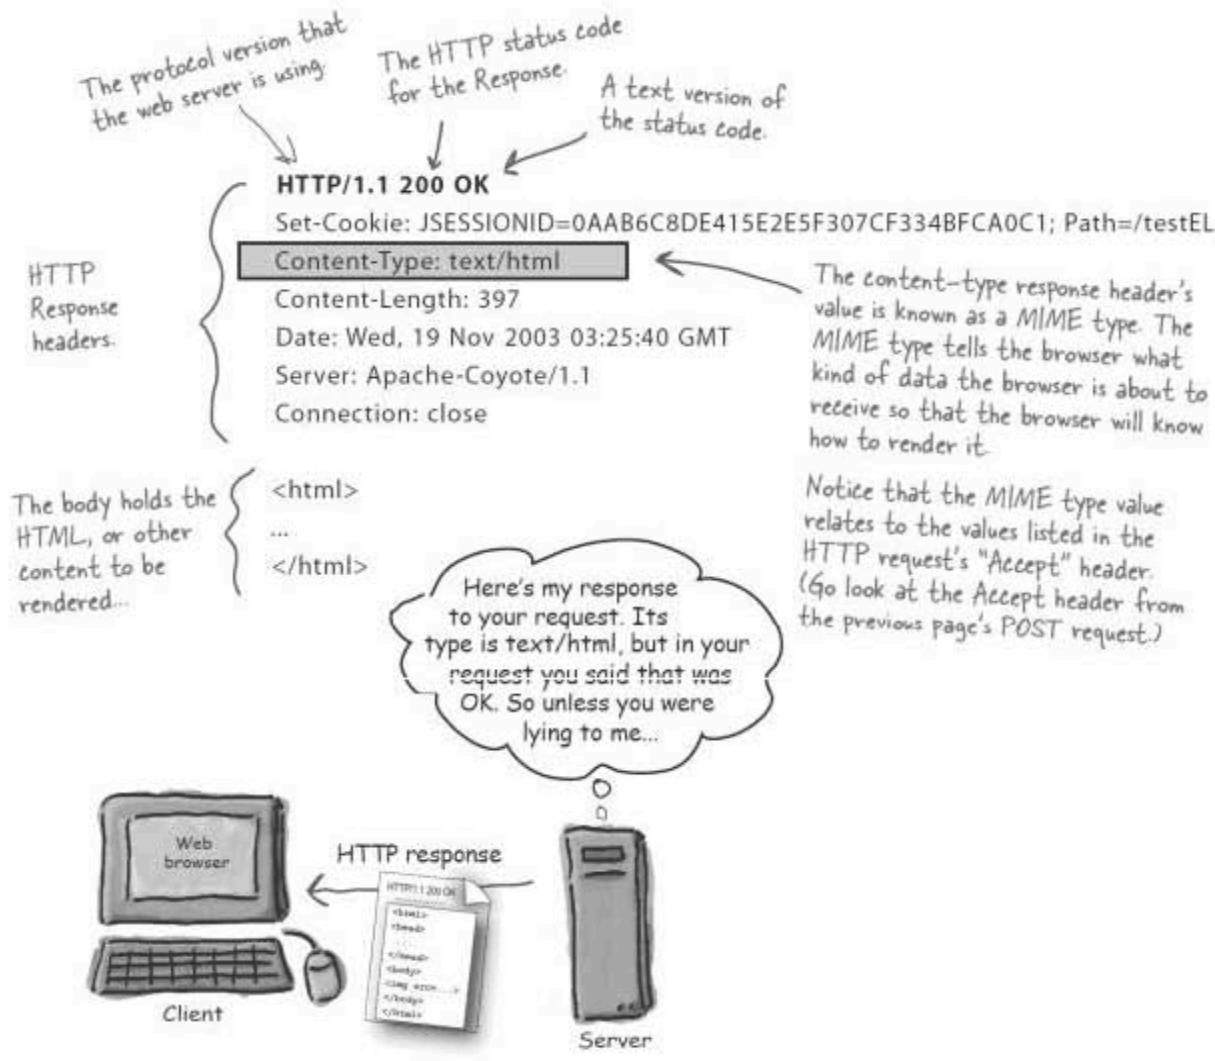 The protocol version that
the web server is using.
The HTTP status code
for the Response.
A text version of
the status code.
HTTP/1.1 200 OK
Set-Cookie: JSESSIONID=0AAB6C8DE415E2E5F307CF334BFCA0C1; Path=/testEL
Content-Type: text/html
Content-Length: 397
Date: Wed, 19 Nov 2003 03:25:40 GMT
Server: Apache-Coyote/1.1
Connection: close
HTTP
Response
headers.
The content-type response header's
value is known as a MIME type. The
MIME type tells the browser what
kind of data the browser is about to
receive so that the browser will know
how to render it.
Notice that the MIME type value
relates to the values listed in the
HTTP request's "Accept" header.
(Go look at the Accept header from
the previous page's POST request.)
The body holds the
HTML, or other
content to be
rendered...
<html>
...
</html>
Here's my response
to your request. Its
type is text/html, but in your
request you said that was
OK. So unless you were
lying to me...
Web
browser
HTTP response
HTTP/1.1 200 OK
<html>
<head>
...
</head>
<body>
<img src=...>
</body>
</html>
Client
Server